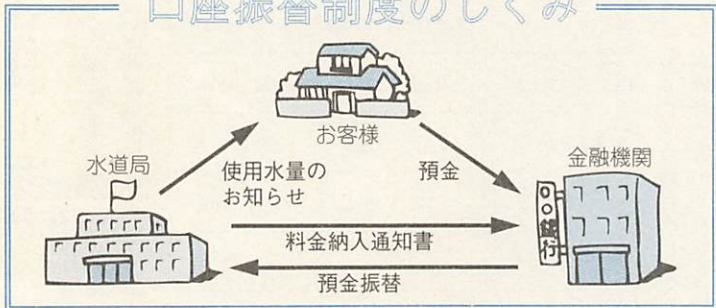 口座振替制度のしくみ
お客様
水道局
使用水量の
お知らせ
預金
金融機関
○○銀行
料金納入通知書
預金振替